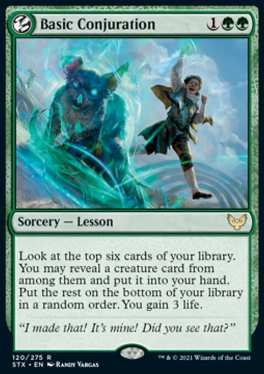 Basic Conjuration 1
Sorcery — Lesson
Look at the top six cards of your library.
You may reveal a creature card from
among them and put it into your hand.
Put the rest on the bottom of your library
in a random order. You gain 3 life.
“I made that! It’s mine! Did you see that?”
120/275 R
STX • EN RANDY VARGAS
™ & © 2021 Wizards of the Coast